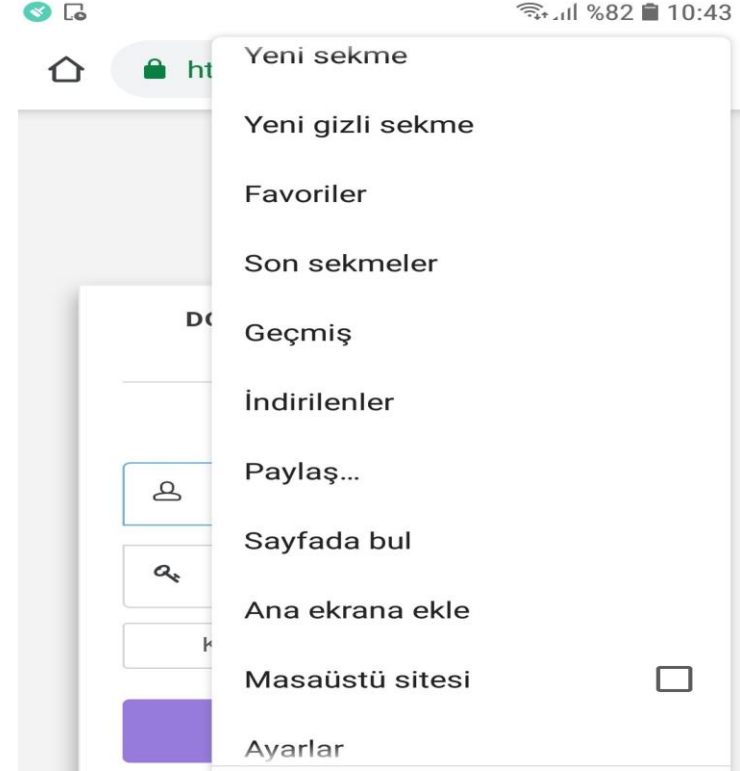 %82 10:43
ht
Yeni sekme
Yeni gizli sekme
Favoriler
Son sekmeler
DO
Geçmiş
İndirilenler
Paylaş...
Sayfada bul
Ana ekrana ekle
K
Masaüstü sitesi
Ayarlar